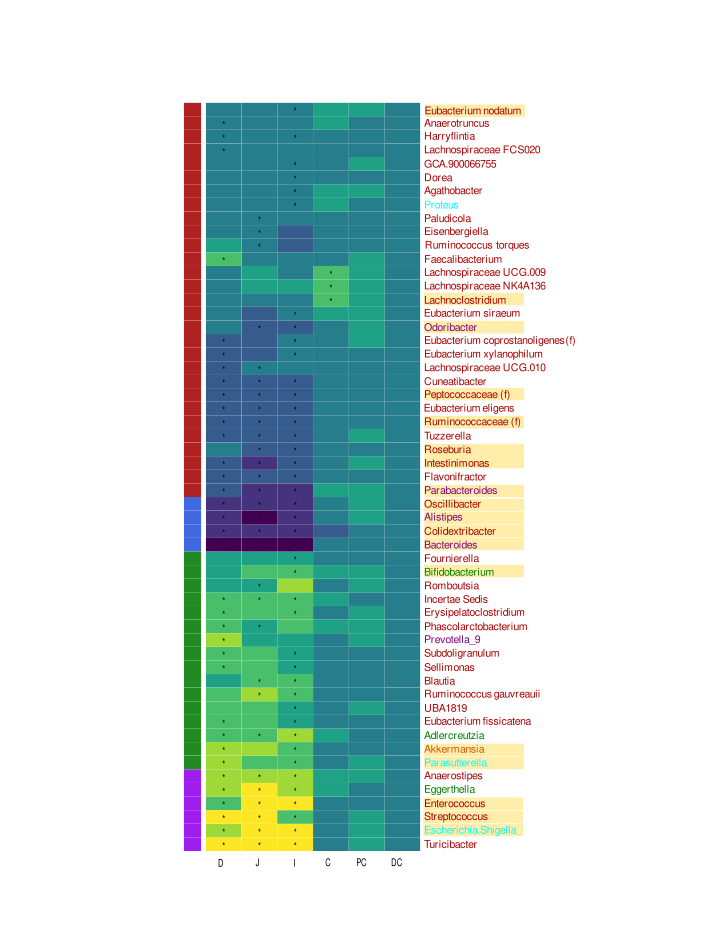 Eubacterium nodatum
Anaerotruncus
Harryflintia
Lachnospiraceae FCS020
GCA.900066755
Dorea
Agathobacter
Proteus
Paludicola
Eisenbergiella
Ruminococcus torques
Faecalibacterium
Lachnospiraceae UCG.009
Lachnospiraceae NK4A136
Lachnoclostridium
Eubacterium siraeum
Odoribacter
Eubacterium coprostanoligenes(f)
Eubacterium xylanophilum
Lachnospiraceae UCG.010
Cuneatibacter
Peptococcaceae (f)
Eubacterium eligens
Ruminococcaceae (f)
Tuzzerella
Roseburia
Intestinimonas
Flavonifractor
Parabacteroides
Oscillibacter
Alistipes
Colidextribacter
Bacteroides
Fournierella
Bifidobacterium
Romboutsia
Incertae Sedis
Erysipelatoclostridium
Phascolarctobacterium
Prevotella_9
Subdoligranulum
Sellimonas
Blautia
Ruminococcus gauvreauii
UBA1819
Eubacterium fissicatena
Adlercreutzia
Akkermansia
Parasutterella
Anaerostipes
Eggerthella
Enterococcus
Streptococcus
Escherichia.Shigella
Turicibacter
D J I C PC DC